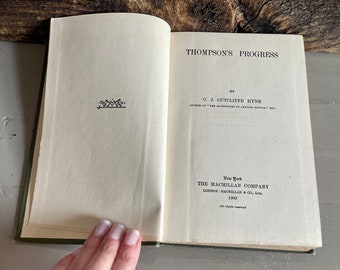 THOMPSON'S PROGRESS
BY
C. J. CUTCLIFFE HYNE
AUTHOR OF "THE ADVENTURES OF CAPTAIN KETTLE," ETC.
New York
THE MACMILLAN COMPANY
LONDON: MACMILLAN & CO., LTD.
1903
All rights reserved